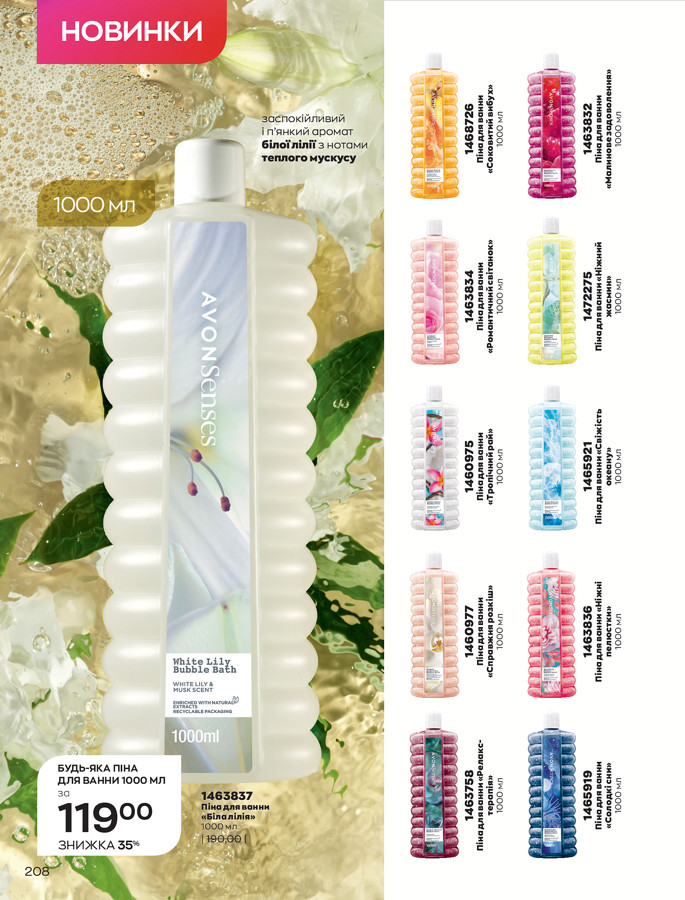 НОВИНКИ
заспокійливий
і п'янкий аромат
білої лілії з нотами
теплого мускусу
1000 мл
AVON Senses
White Lily
Bubble Bath
WHITE LILY &
MUSK SCENT
ENRICHED WITH NATURAL
EXTRACTS
RECYCLABLE PACKAGING
1000ml
БУДЬ-ЯКА ПІНА
ДЛЯ ВАННИ 1000 МЛ
за
119⁰⁰
ЗНИЖКА 35%
1463837
Піна для ванни
«Біла лілія»
1000 мл
| 190,00 |
208
1468726
Піна для ванни
«Соковитий вибух»
1000 мл
1463832
Піна для ванни
«Малинове задоволення»
1000 мл
1463834
Піна для ванни
«Романтичний світанок»
1000 мл
1472275
Піна для ванни «Ніжний
жасмин»
1000 мл
1460975
Піна для ванни
«Тропічний рай»
1000 мл
1465921
Піна для ванни «Свіжість
океану»
1000 мл
1460977
Піна для ванни
«Справжня розкіш»
1000 мл
1463836
Піна для ванни «Ніжні
пелюстки»
1000 мл
1463758
Піна для ванни «Релакс-
терапія»
1000 мл
1465919
Піна для ванни
«Солодкі сни»
1000 мл